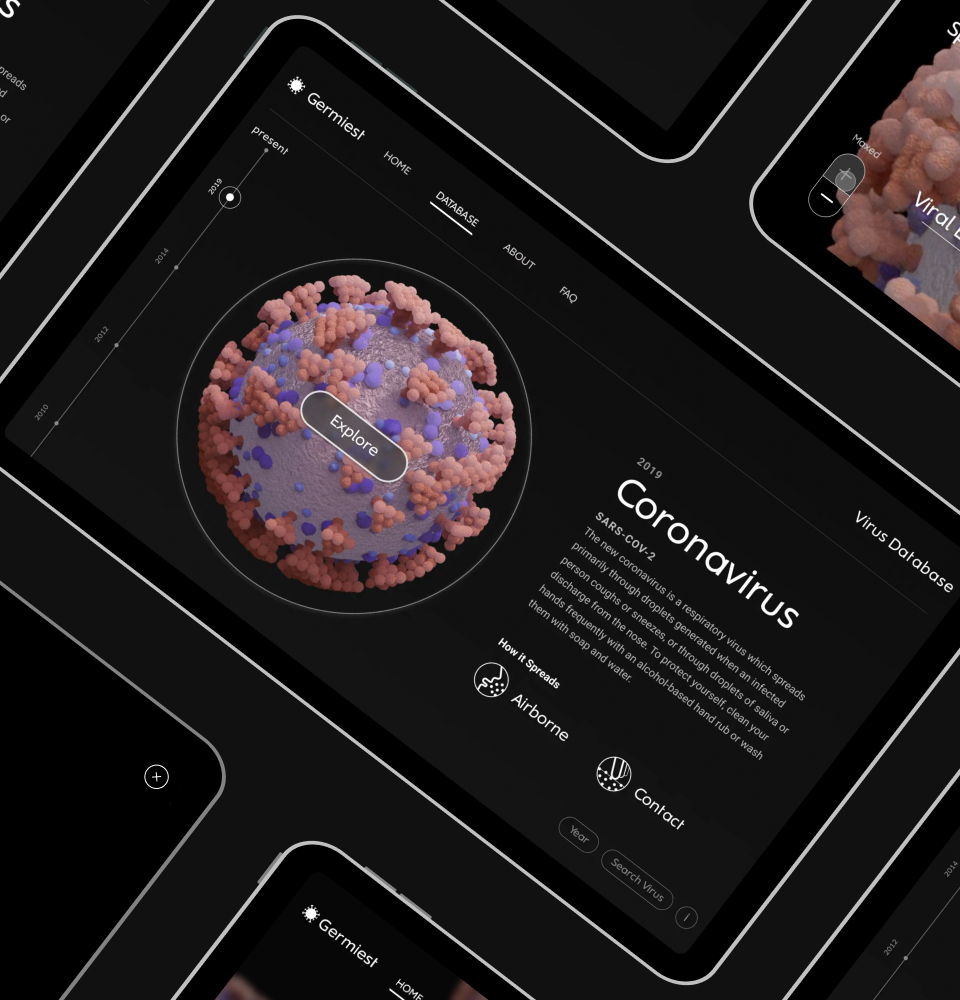 s
preads
d
or
Germiest
HOME
DATABASE
ABOUT
FAQ
Virus Database
present
2019
2014
2012
2010
Explore
2019
Coronavirus
SARS-COV-2
The new coronavirus is a respiratory virus which spreads
primarily through droplets generated when an infected
person coughs or sneezes, or through droplets of saliva or
discharge from the nose. To protect yourself, clean your
hands frequently with an alcohol-based hand rub or wash
them with soap and water.
How it Spreads
Airborne
Contact
Year
Search Virus
i
Maxed
Viral
Germiest
HOME
2014
2012